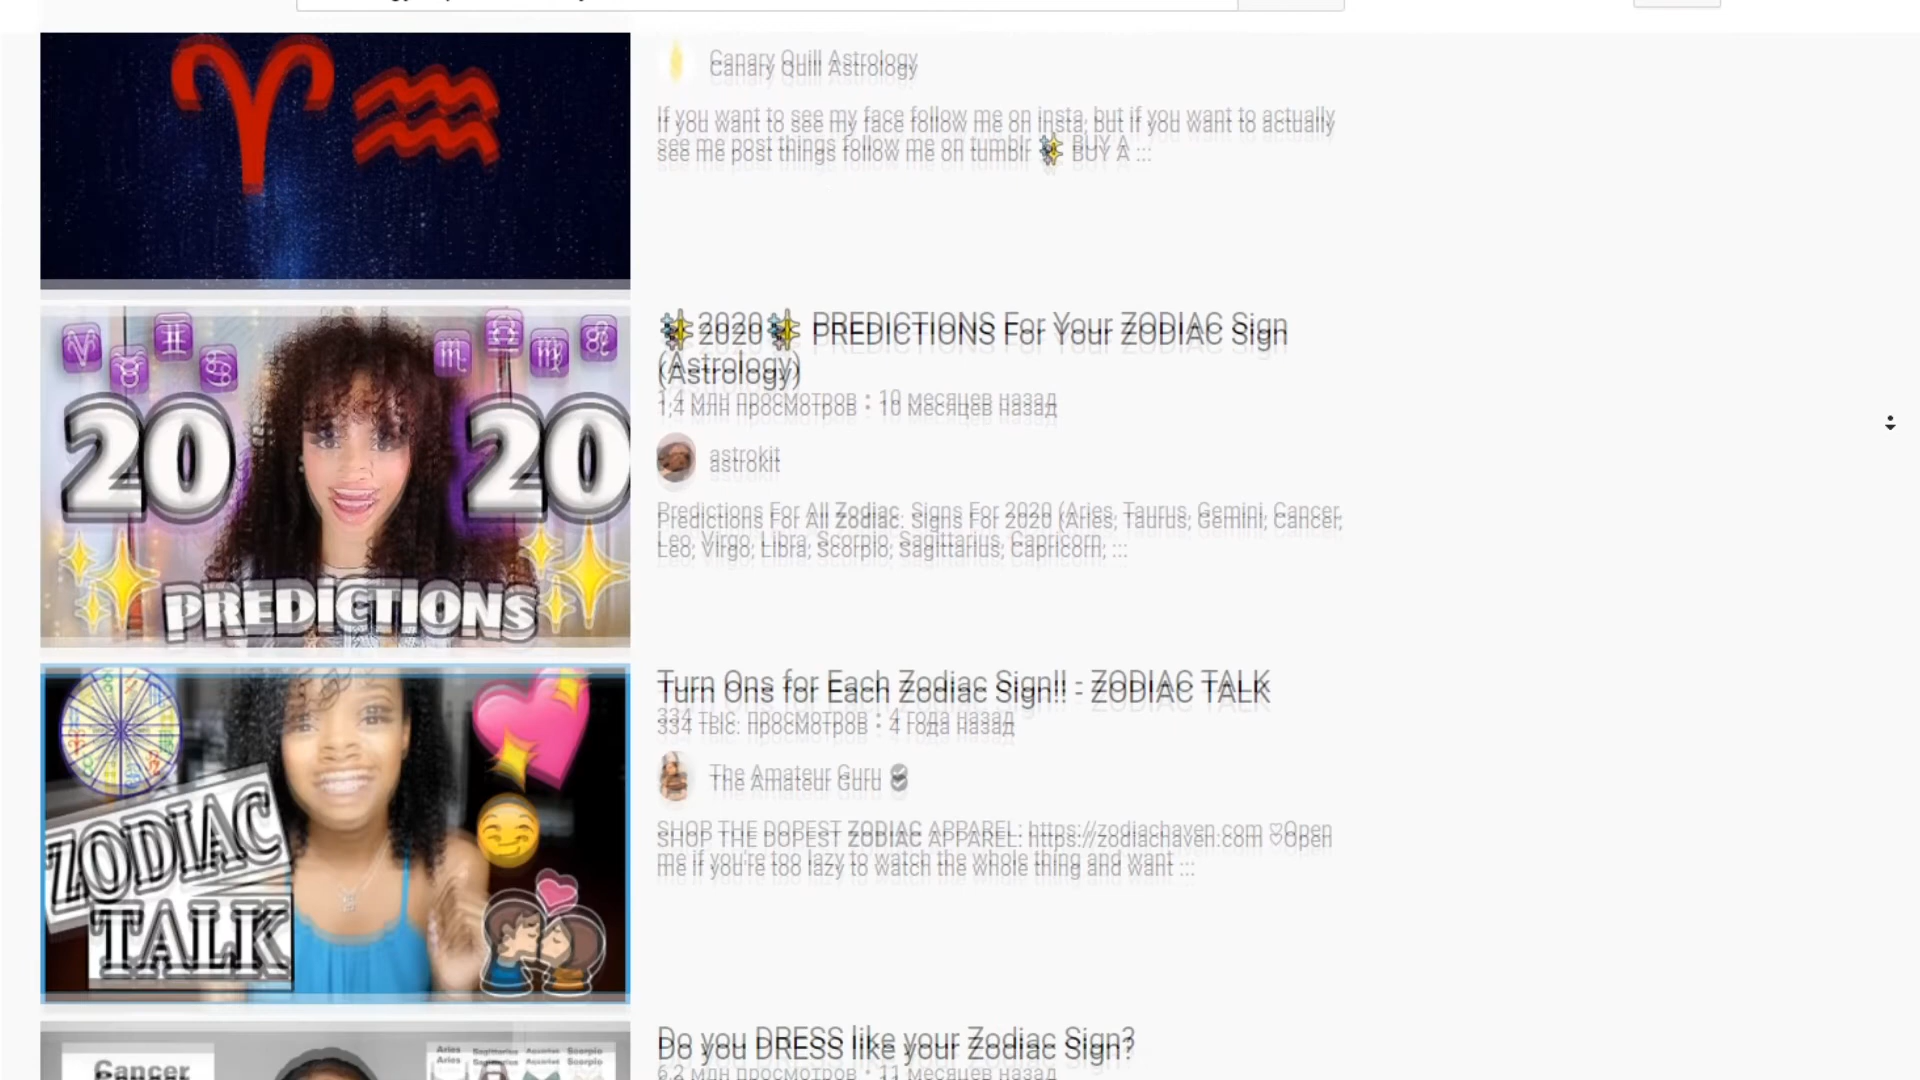 Canary Quill Astrology
If you want to see my face follow me on insta, but if you want to actually
see me post things follow me on tumblr ✨ BUY A ...
✨2020✨ PREDICTIONS For Your ZODIAC Sign
(Astrology)
1,4 млн просмотров • 10 месяцев назад
astrokit
Predictions For All Zodiac. Signs For 2020 (Aries, Taurus, Gemini, Cancer,
Leo, Virgo, Libra, Scorpio, Sagittarius, Capricorn, ...
20 20
PREDICTIONS
Turn Ons for Each Zodiac Sign!! - ZODIAC TALK
334 тыс. просмотров • 4 года назад
The Amateur Guru
SHOP THE DOPEST ZODIAC APPAREL: https://zodiachaven.com ♡Open
me if you're too lazy to watch the whole thing and want ...
ZODIAC
TALK
Do you DRESS like your Zodiac Sign?
6,2 млн просмотров • 11 месяцев назад
Cancer
Aries Sagittarius Aquarius Scorpio